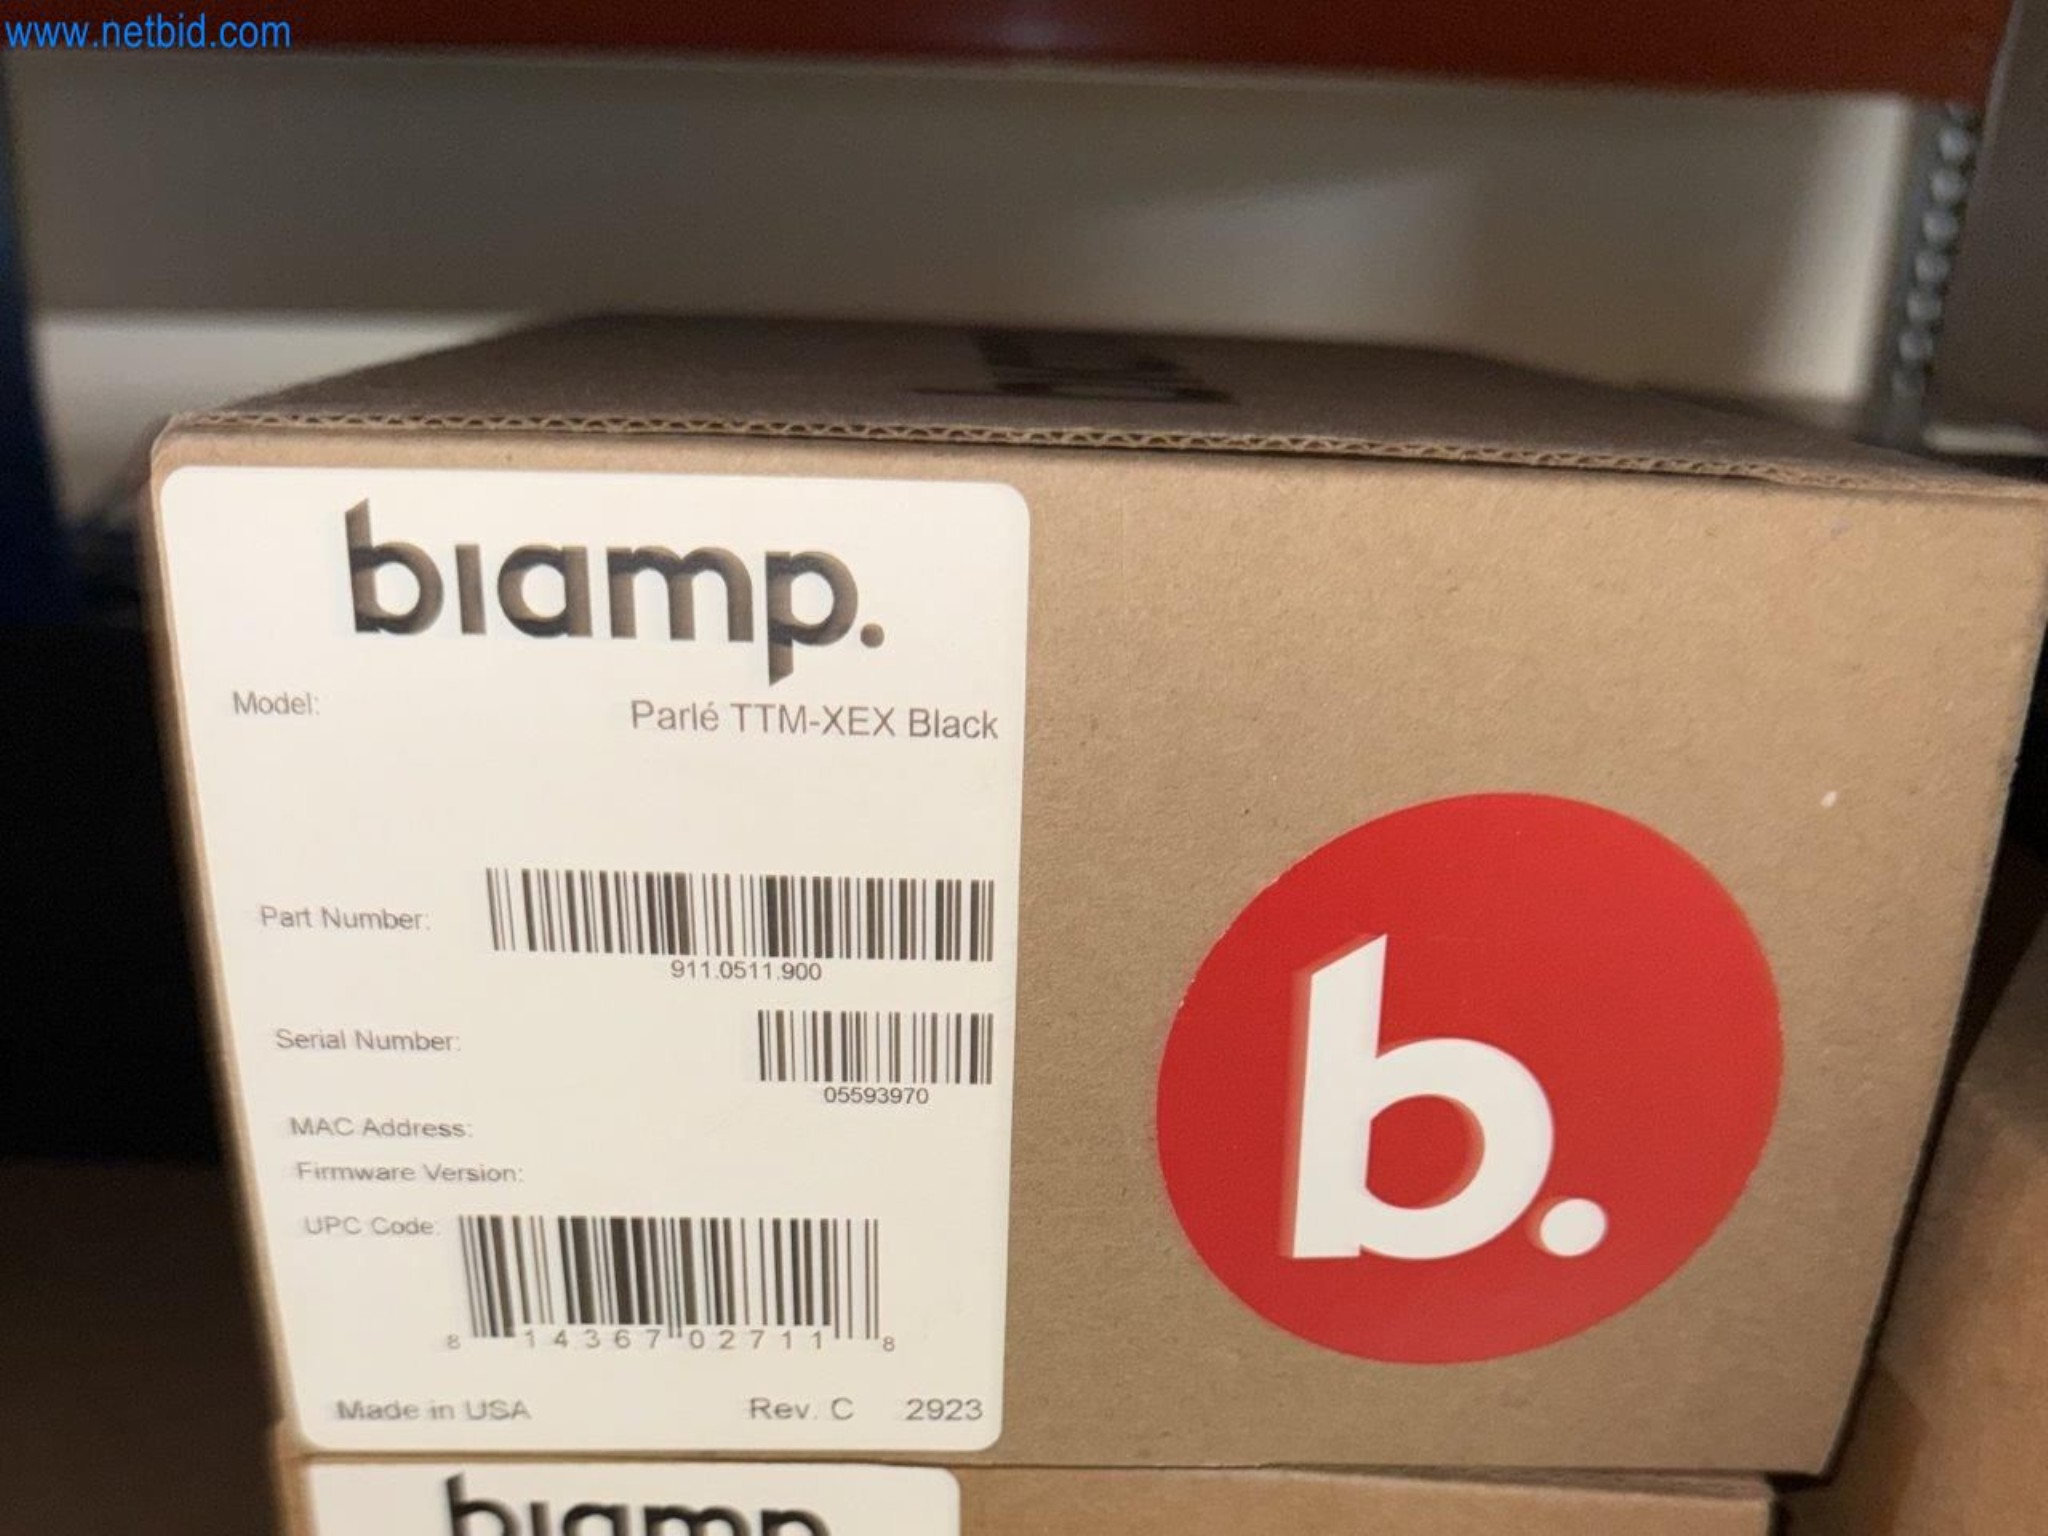 www.netbid.com
biamp.
Model: Parlé TTM-XEX Black
Part Number: 911.0511.900
Serial Number: 05593970
MAC Address:
Firmware Version:
UPC Code: 8 14367 02711 8
Made in USA Rev. C 2923
b.
biamp